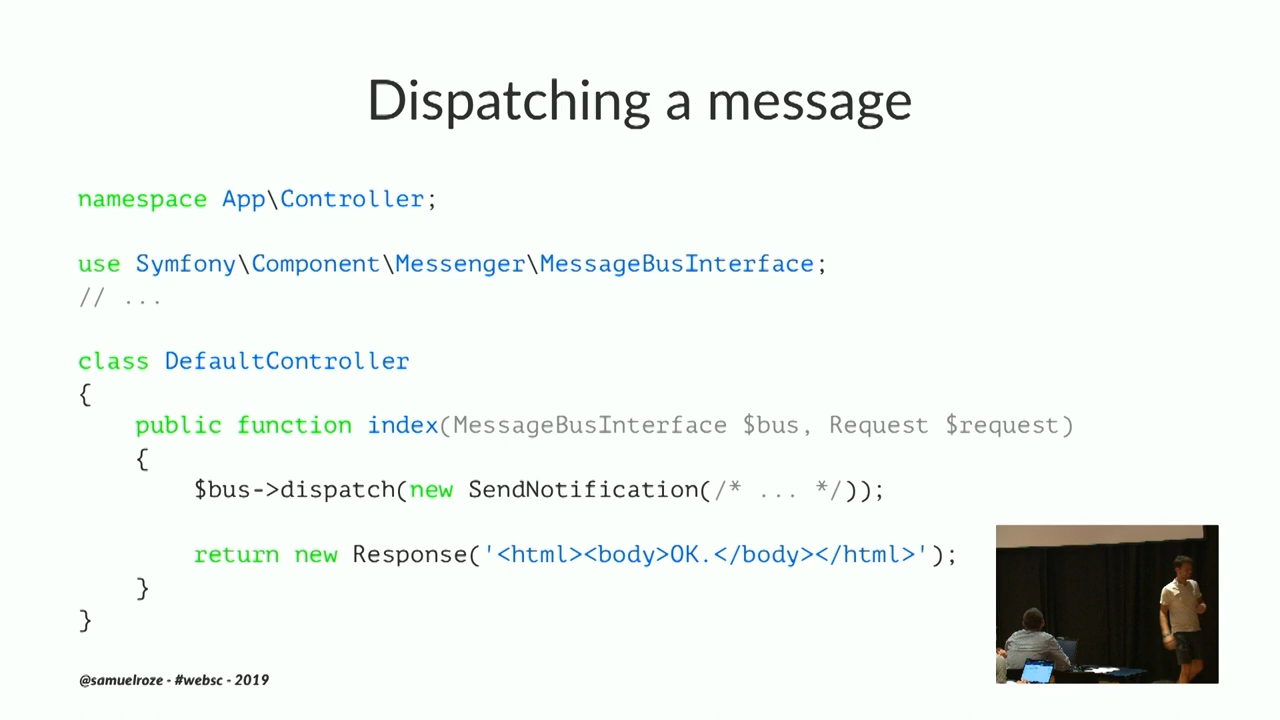 Dispatching a message
namespace App\Controller;
use Symfony\Component\Messenger\MessageBusInterface;
// ...
class DefaultController
{
    public function index(MessageBusInterface $bus, Request $request)
    {
        $bus->dispatch(new SendNotification(/* ... */));
        return new Response('<html><body>OK.</body></html>');
    }
}
@samuelroze - #websc - 2019